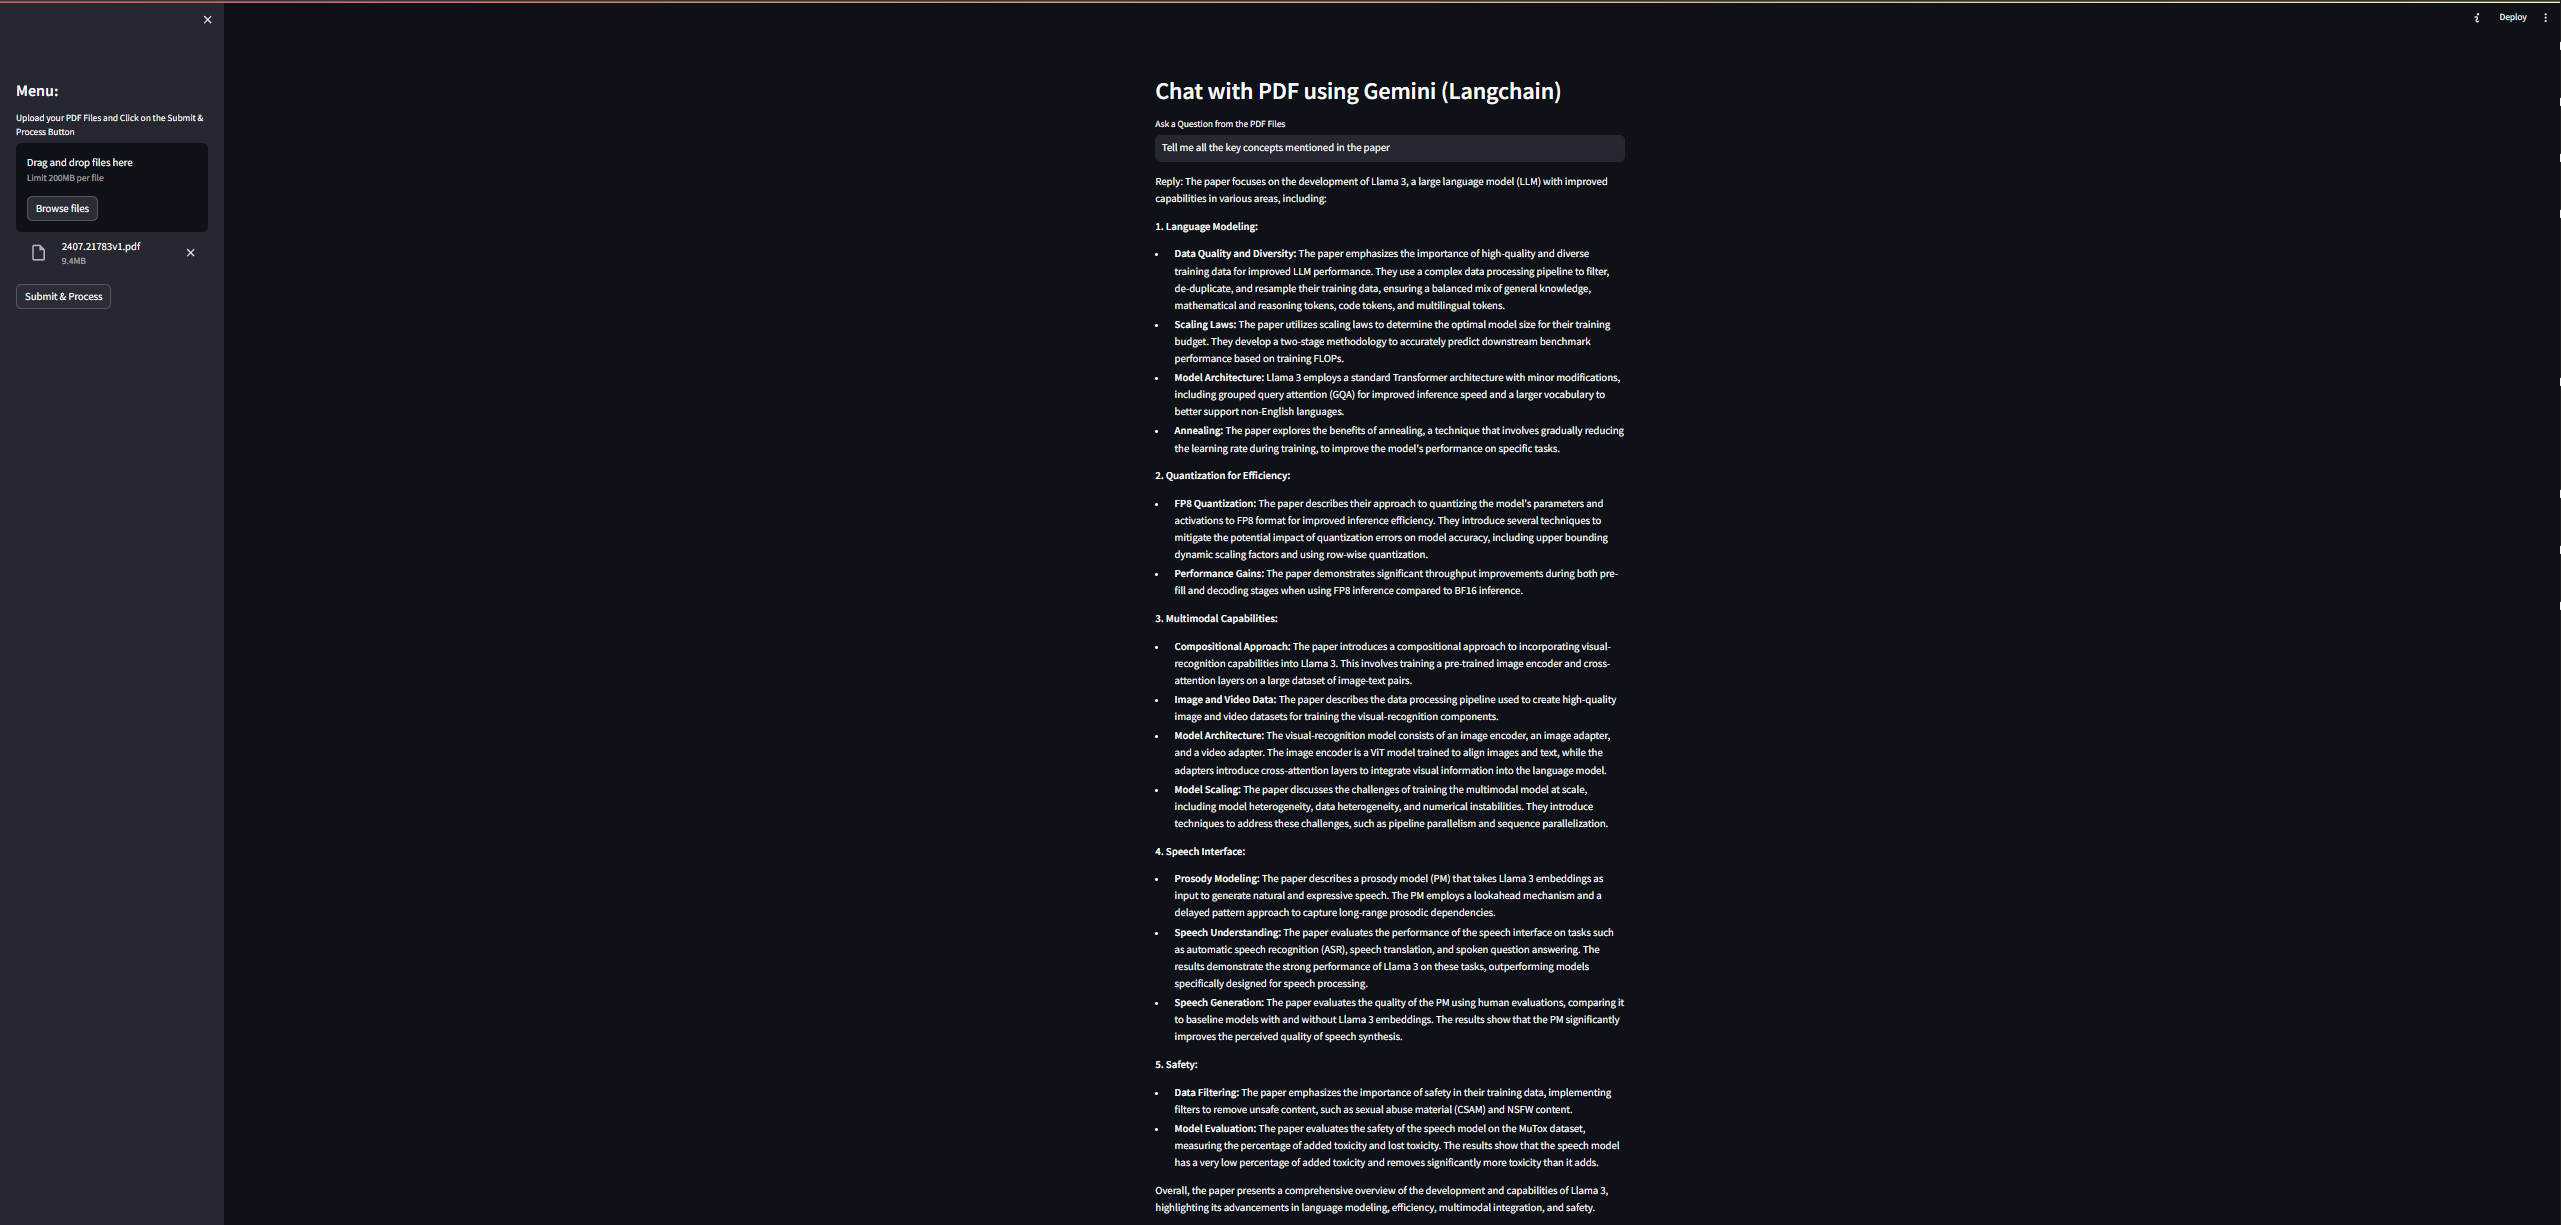 Deploy
Menu:
Upload your PDF Files and Click on the Submit &
Process Button
Drag and drop files here
Limit 200MB per file
Browse files
2407.21783v1.pdf
9.4MB
Submit & Process
Chat with PDF using Gemini (Langchain)
Ask a Question from the PDF Files
Tell me all the key concepts mentioned in the paper
Reply: The paper focuses on the development of Llama 3, a large language model (LLM) with improved
capabilities in various areas, including:
1. Language Modeling:
• Data Quality and Diversity: The paper emphasizes the importance of high-quality and diverse
training data for improved LLM performance. They use a complex data processing pipeline to filter,
de-duplicate, and resample their training data, ensuring a balanced mix of general knowledge,
mathematical and reasoning tokens, code tokens, and multilingual tokens.
• Scaling Laws: The paper utilizes scaling laws to determine the optimal model size for their training
budget. They develop a two-stage methodology to accurately predict downstream benchmark
performance based on training FLOPs.
• Model Architecture: Llama 3 employs a standard Transformer architecture with minor modifications,
including grouped query attention (GQA) for improved inference speed and a larger vocabulary to
better support non-English languages.
• Annealing: The paper explores the benefits of annealing, a technique that involves gradually reducing
the learning rate during training, to improve the model's performance on specific tasks.
2. Quantization for Efficiency:
• FP8 Quantization: The paper describes their approach to quantizing the model's parameters and
activations to FP8 format for improved inference efficiency. They introduce several techniques to
mitigate the potential impact of quantization errors on model accuracy, including upper bounding
dynamic scaling factors and using row-wise quantization.
• Performance Gains: The paper demonstrates significant throughput improvements during both pre-
fill and decoding stages when using FP8 inference compared to BF16 inference.
3. Multimodal Capabilities:
• Compositional Approach: The paper introduces a compositional approach to incorporating visual-
recognition capabilities into Llama 3. This involves training a pre-trained image encoder and cross-
attention layers on a large dataset of image-text pairs.
• Image and Video Data: The paper describes the data processing pipeline used to create high-quality
image and video datasets for training the visual-recognition components.
• Model Architecture: The visual-recognition model consists of an image encoder, an image adapter,
and a video adapter. The image encoder is a ViT model trained to align images and text, while the
adapters introduce cross-attention layers to integrate visual information into the language model.
• Model Scaling: The paper discusses the challenges of training the multimodal model at scale,
including model heterogeneity, data heterogeneity, and numerical instabilities. They introduce
techniques to address these challenges, such as pipeline parallelism and sequence parallelization.
4. Speech Interface:
• Prosody Modeling: The paper describes a prosody model (PM) that takes Llama 3 embeddings as
input to generate natural and expressive speech. The PM employs a lookahead mechanism and a
delayed pattern approach to capture long-range prosodic dependencies.
• Speech Understanding: The paper evaluates the performance of the speech interface on tasks such
as automatic speech recognition (ASR), speech translation, and spoken question answering. The
results demonstrate the strong performance of Llama 3 on these tasks, outperforming models
specifically designed for speech processing.
• Speech Generation: The paper evaluates the quality of the PM using human evaluations, comparing it
to baseline models with and without Llama 3 embeddings. The results show that the PM significantly
improves the perceived quality of speech synthesis.
5. Safety:
• Data Filtering: The paper emphasizes the importance of safety in their training data, implementing
filters to remove unsafe content, such as sexual abuse material (CSAM) and NSFW content.
• Model Evaluation: The paper evaluates the safety of the speech model on the MuTox dataset,
measuring the percentage of added toxicity and lost toxicity. The results show that the speech model
has a very low percentage of added toxicity and removes significantly more toxicity than it adds.
Overall, the paper presents a comprehensive overview of the development and capabilities of Llama 3,
highlighting its advancements in language modeling, efficiency, multimodal integration, and safety.